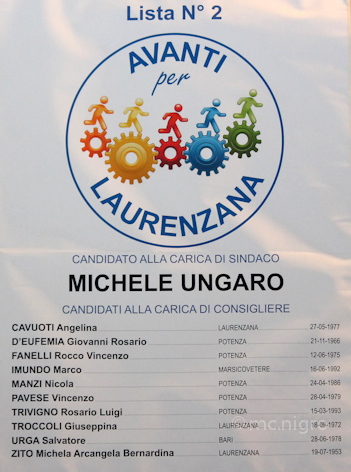 Lista N° 2
AVANTI
per
LAURENZANA
CANDIDATO ALLA CARICA DI SINDACO
MICHELE UNGARO
CANDIDATI ALLA CARICA DI CONSIGLIERE
CAVUOTI Angelina LAURENZANA 27-05-1977
D'EUFEMIA Giovanni Rosario POTENZA 21-11-1966
FANELLI Rocco Vincenzo POTENZA 12-06-1975
IMUNDO Marco MARSICOVETERE 16-06-1992
MANZI Nicola POTENZA 24-04-1986
PAVESE Vincenzo POTENZA 28-04-1979
TRIVIGNO Rosario Luigi POTENZA 15-03-1993
TROCCOLI Giuseppina LAURENZANA 18-09-1972
URGA Salvatore BARI 28-06-1978
ZITO Michela Arcangela Bernardina LAURENZANA 19-07-1953